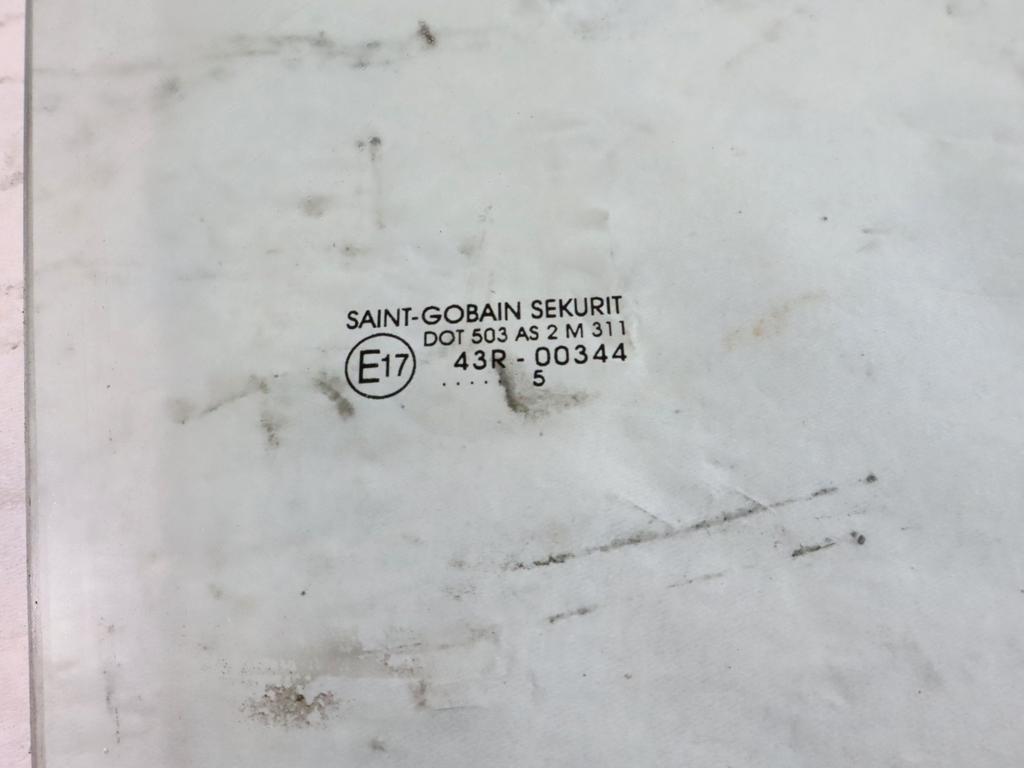 SAINT-GOBAIN SEKURIT
DOT 503 AS 2 M 311
E17 43R - 00344
..... 5